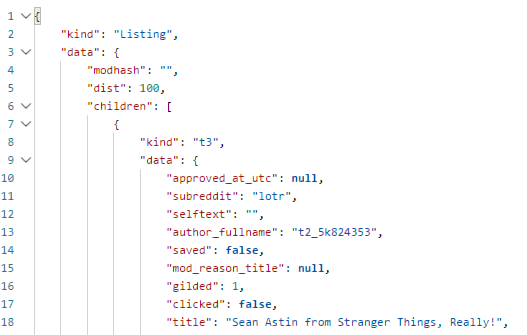 1 {
2 "kind": "Listing",
3 "data": {
4 "modhash": "",
5 "dist": 100,
6 "children": [
7 {
8 "kind": "t3",
9 "data": {
10 "approved_at_utc": null,
11 "subreddit": "lotr",
12 "selftext": "",
13 "author_fullname": "t2_5k824353",
14 "saved": false,
15 "mod_reason_title": null,
16 "gilded": 1,
17 "clicked": false,
18 "title": "Sean Astin from Stranger Things, Really!",